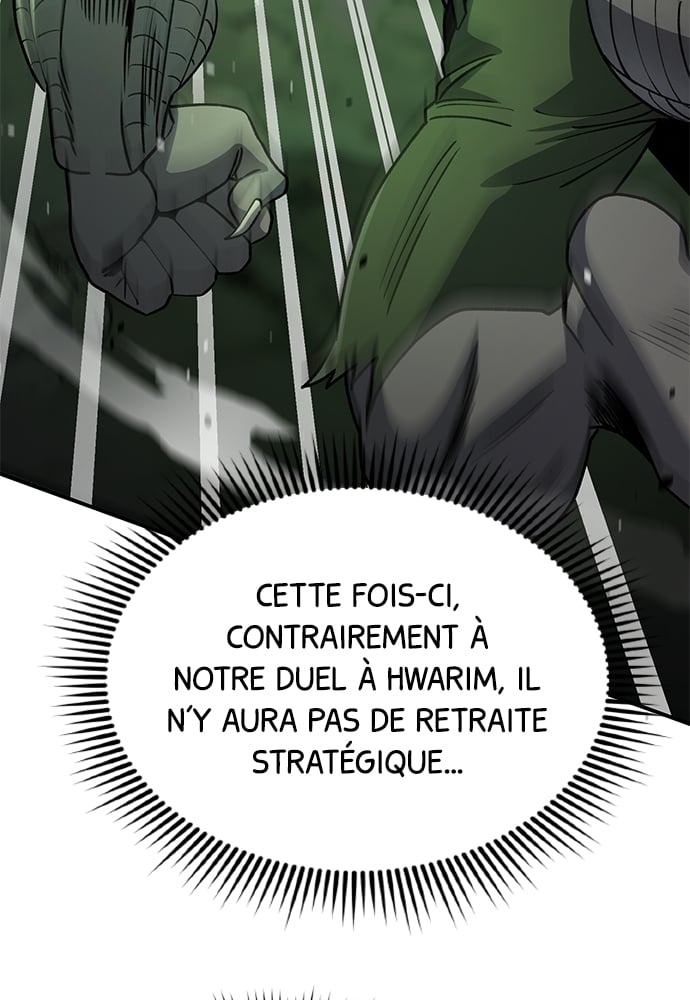 CETTE FOIS-CI,
CONTRAIREMENT À
NOTRE DUEL À HWARIM, IL
N'Y AURA PAS DE RETRAITE
STRATÉGIQUE...